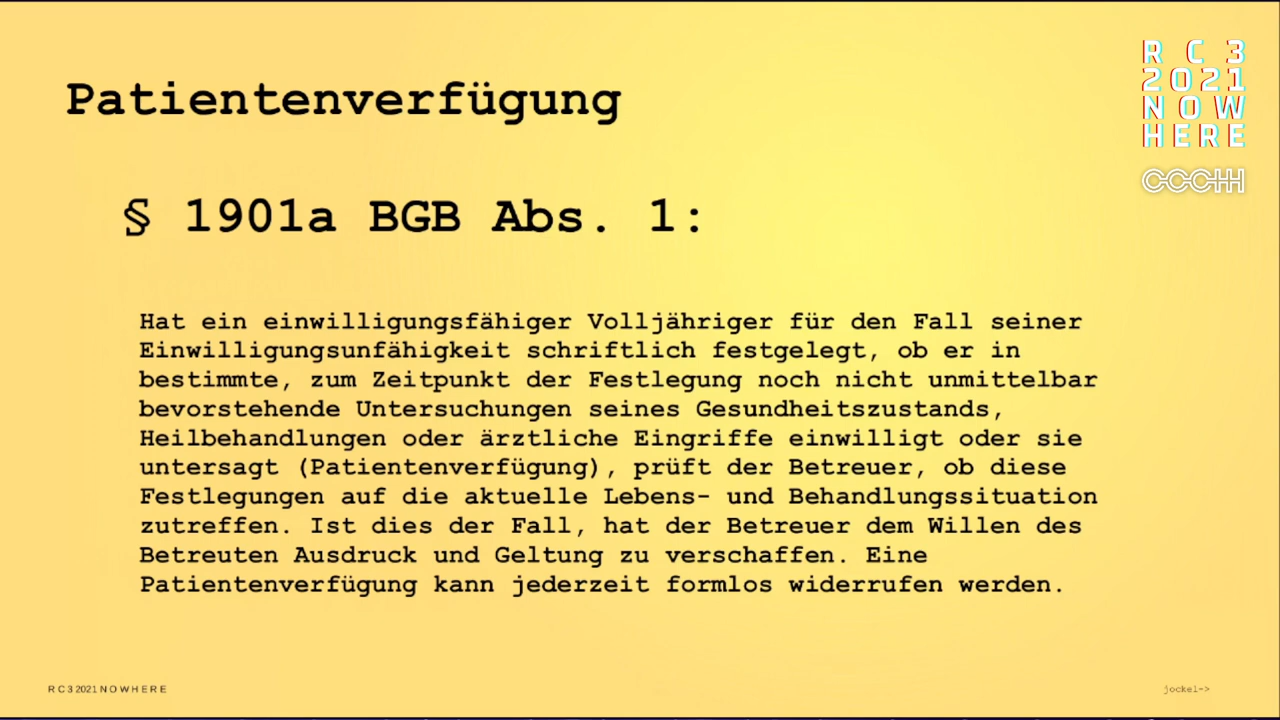 Patientenverfügung
R C 3
2021
NOW
HERE
CCCHH
§ 1901a BGB Abs. 1:
Hat ein einwilligungsfähiger Volljähriger für den Fall seiner
Einwilligungsunfähigkeit schriftlich festgelegt, ob er in
bestimmte, zum Zeitpunkt der Festlegung noch nicht unmittelbar
bevorstehende Untersuchungen seines Gesundheitszustands,
Heilbehandlungen oder ärztliche Eingriffe einwilligt oder sie
untersagt (Patientenverfügung), prüft der Betreuer, ob diese
Festlegungen auf die aktuelle Lebens- und Behandlungssituation
zutreffen. Ist dies der Fall, hat der Betreuer dem Willen des
Betreuten Ausdruck und Geltung zu verschaffen. Eine
Patientenverfügung kann jederzeit formlos widerrufen werden.
RC3 2021 NOWHERE
jockel->